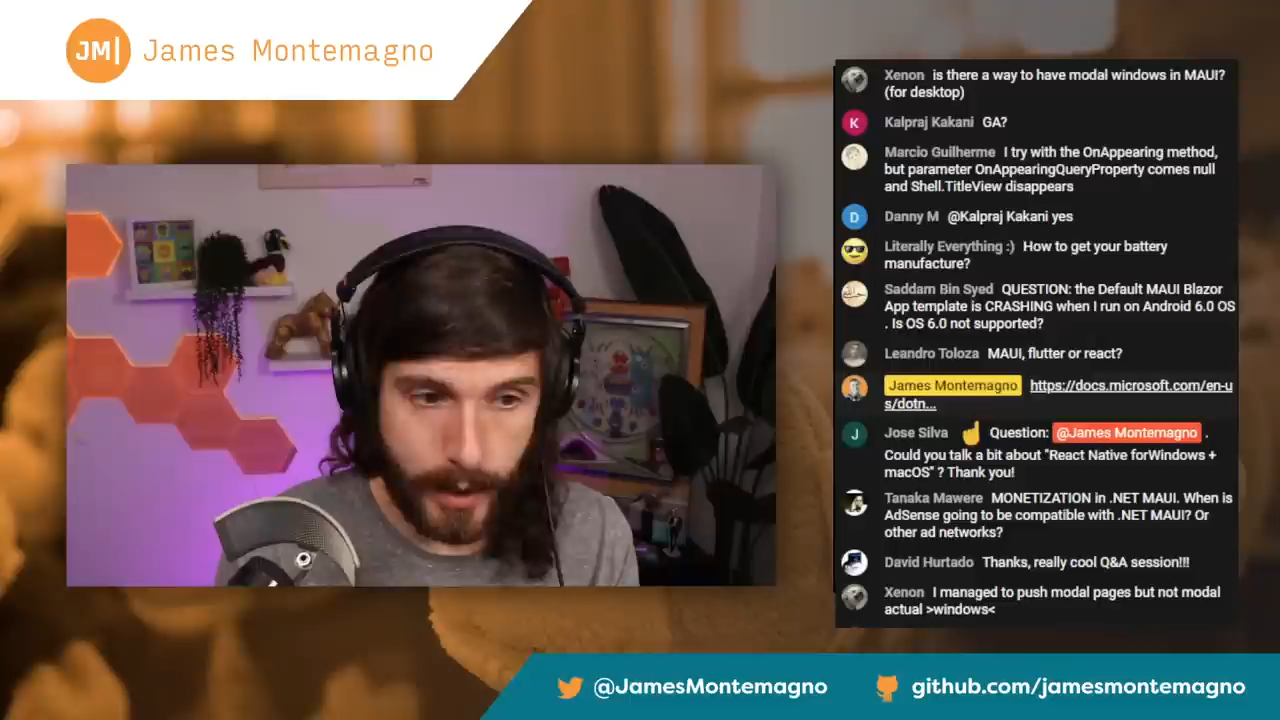 JM| James Montemagno
Xenon is there a way to have modal windows in MAUI?
(for desktop)
K Kalpraj Kakani GA?
Marcio Guilherme I try with the OnAppearing method,
but parameter OnAppearingQueryProperty comes null
and Shell.TitleView disappears
D Danny M @Kalpraj Kakani yes
Literally Everything :) How to get your battery
manufacture?
Saddam Bin Syed QUESTION: the Default MAUI Blazor
App template is CRASHING when I run on Android 6.0 OS
. Is OS 6.0 not supported?
Leandro Toloza MAUI, flutter or react?
James Montemagno https://docs.microsoft.com/en-u
s/dotn...
J Jose Silva ☝ Question: @James Montemagno .
Could you talk a bit about "React Native forWindows +
macOS" ? Thank you!
Tanaka Mawere MONETIZATION in .NET MAUI. When is
AdSense going to be compatible with .NET MAUI? Or
other ad networks?
David Hurtado Thanks, really cool Q&A session!!!
Xenon I managed to push modal pages but not modal
actual >windows<
@JamesMontemagno
github.com/jamesmontemagno